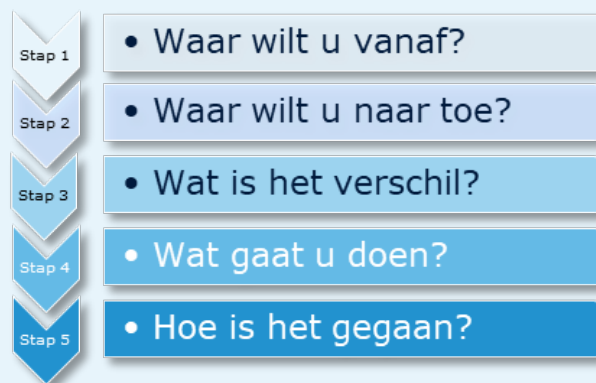 Stap 1
• Waar wilt u vanaf?
Stap 2
• Waar wilt u naar toe?
Stap 3
• Wat is het verschil?
Stap 4
• Wat gaat u doen?
Stap 5
• Hoe is het gegaan?